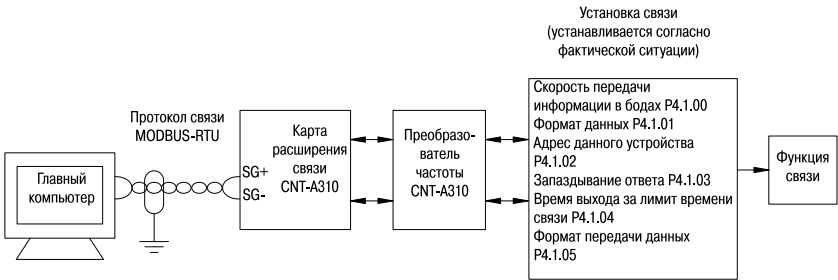 Установка связи
(устанавливается согласно
фактической ситуации)
Протокол связи
MODBUS-RTU
Главный
компьютер
SG+
SG-
Карта
расширения
связи
CNT-A310
Преобразо-
ватель
частоты
CNT-A310
Скорость передачи
информации в бодах P4.1.00
Формат данных P4.1.01
Адрес данного устройства
P4.1.02
Запаздывание ответа P4.1.03
Время выхода за лимит времени
связи P4.1.04
Формат передачи данных
P4.1.05
Функция
связи